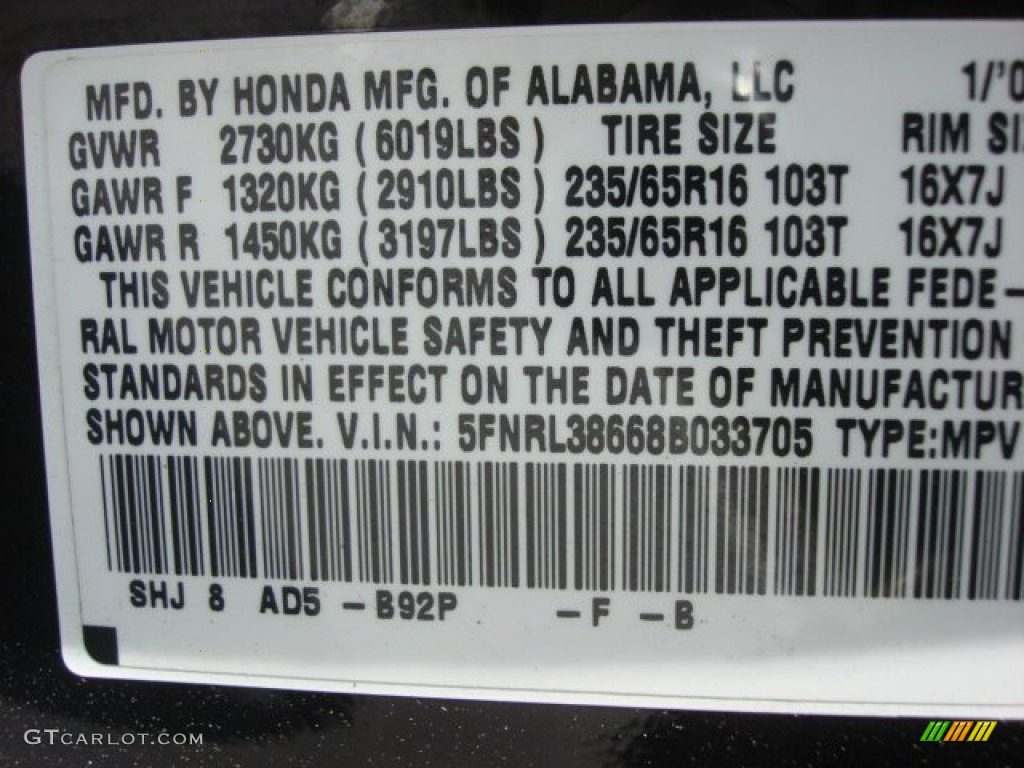 MFD. BY HONDA MFG. OF ALABAMA, LLC 1/'0
GVWR 2730KG ( 6019LBS ) TIRE SIZE RIM SI
GAWR F 1320KG ( 2910LBS ) 235/65R16 103T 16X7J
GAWR R 1450KG ( 3197LBS ) 235/65R16 103T 16X7J
THIS VEHICLE CONFORMS TO ALL APPLICABLE FEDE-
RAL MOTOR VEHICLE SAFETY AND THEFT PREVENTION
STANDARDS IN EFFECT ON THE DATE OF MANUFACTUR
SHOWN ABOVE. V.I.N.: 5FNRL38668B033705 TYPE:MPV
SHJ 8 AD5 -B92P -F -B
GTCARLOT.COM